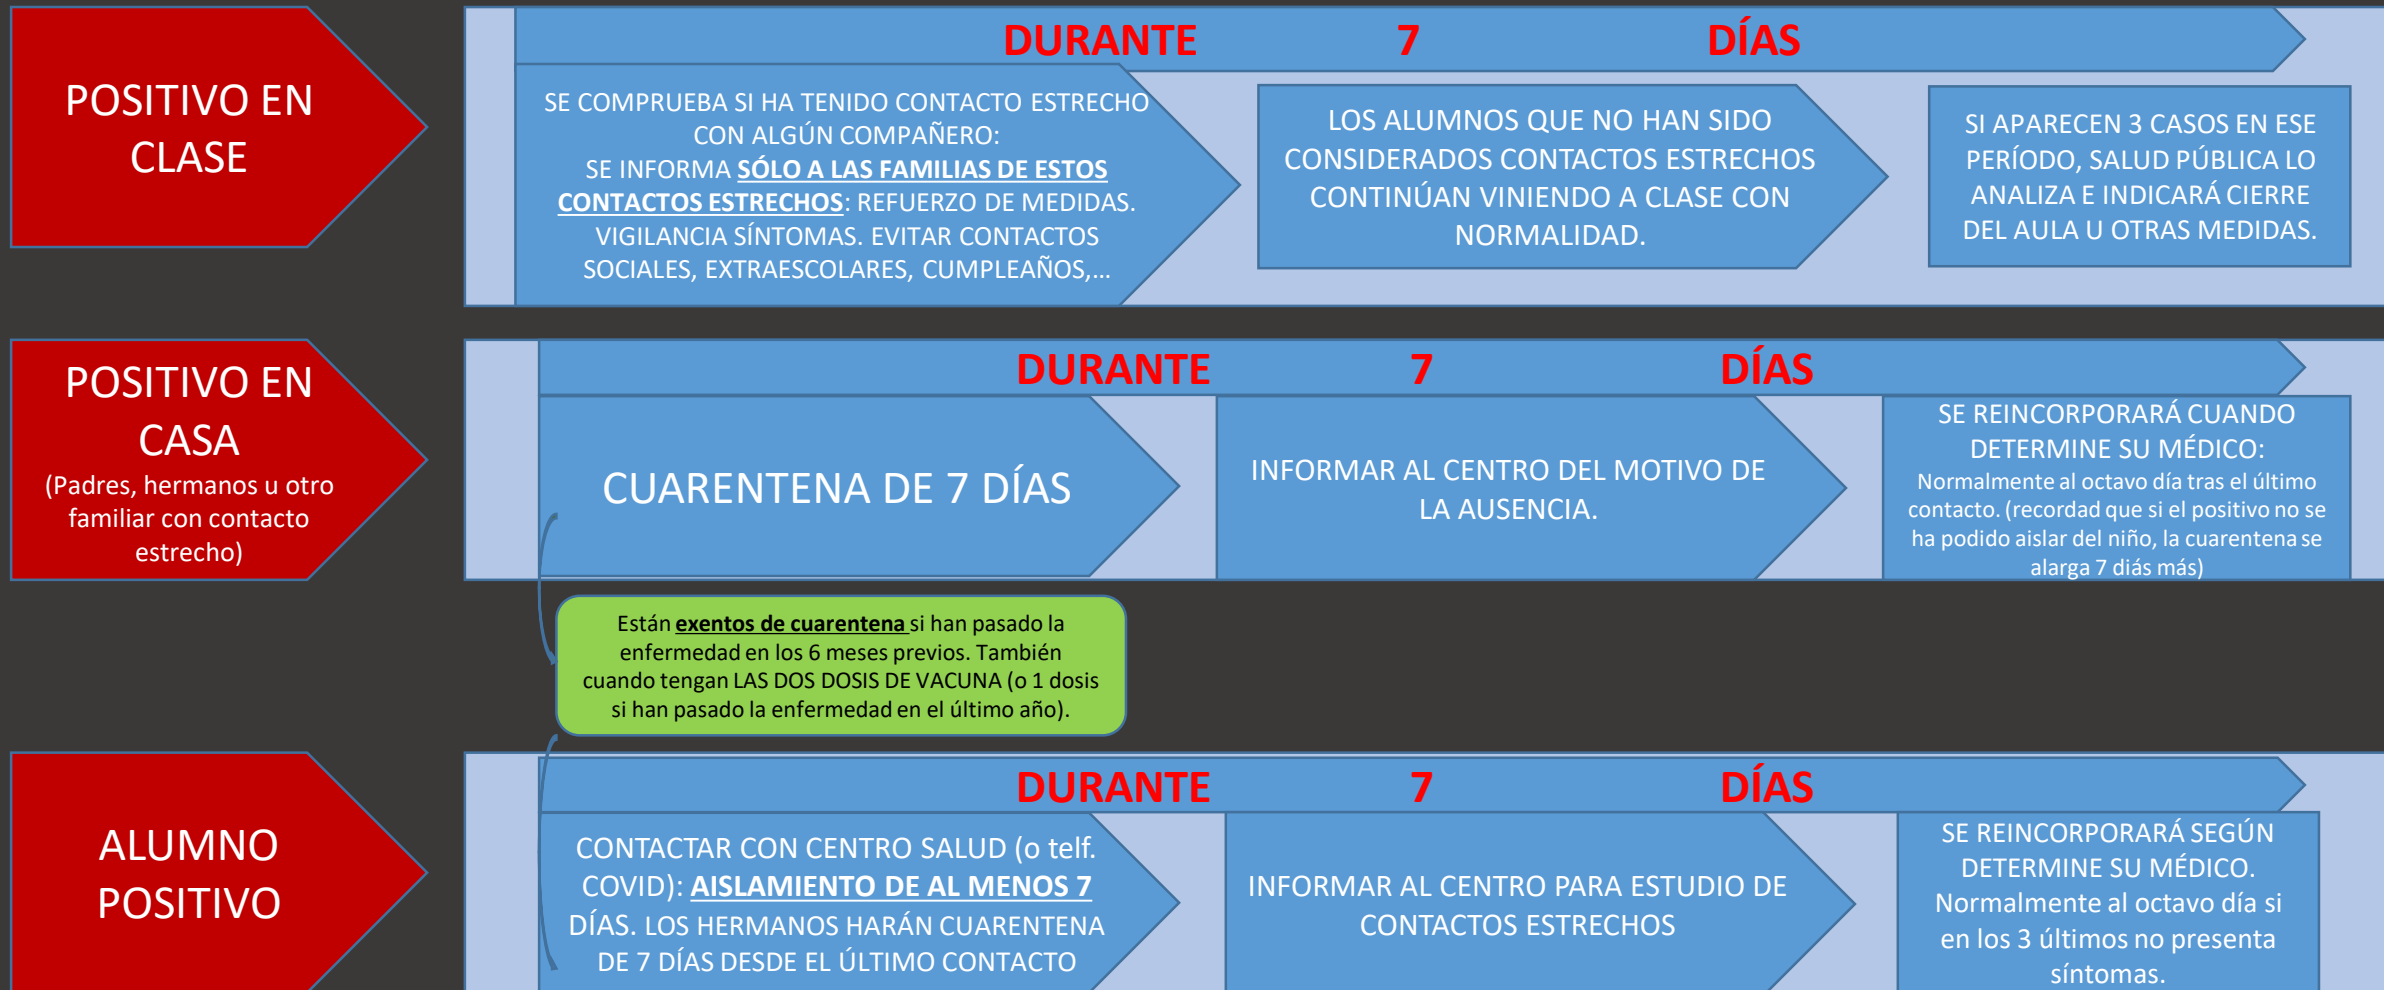 POSITIVO EN
CLASE
DURANTE 7 DÍAS
SE COMPRUEBA SI HA TENIDO CONTACTO ESTRECHO
CON ALGÚN COMPAÑERO:
SE INFORMA SÓLO A LAS FAMILIAS DE ESTOS
CONTACTOS ESTRECHOS: REFUERZO DE MEDIDAS.
VIGILANCIA SÍNTOMAS. EVITAR CONTACTOS
SOCIALES, EXTRAESCOLARES, CUMPLEAÑOS,...
LOS ALUMNOS QUE NO HAN SIDO
CONSIDERADOS CONTACTOS ESTRECHOS
CONTINÚAN VINIENDO A CLASE CON
NORMALIDAD.
SI APARECEN 3 CASOS EN ESE
PERÍODO, SALUD PÚBLICA LO
ANALIZA E INDICARÁ CIERRE
DEL AULA U OTRAS MEDIDAS.
POSITIVO EN
CASA
(Padres, hermanos u otro
familiar con contacto
estrecho)
DURANTE 7 DÍAS
CUARENTENA DE 7 DÍAS
INFORMAR AL CENTRO DEL MOTIVO DE
LA AUSENCIA.
SE REINCORPORARÁ CUANDO
DETERMINE SU MÉDICO:
Normalmente al octavo día tras el último
contacto. (recordad que si el positivo no se
ha podido aislar del niño, la cuarentena se
alarga 7 diás más)
Están exentos de cuarentena si han pasado la
enfermedad en los 6 meses previos. También
cuando tengan LAS DOS DOSIS DE VACUNA (o 1 dosis
si han pasado la enfermedad en el último año).
ALUMNO
POSITIVO
DURANTE 7 DÍAS
CONTACTAR CON CENTRO SALUD (o telf.
COVID): AISLAMIENTO DE AL MENOS 7
DÍAS. LOS HERMANOS HARÁN CUARENTENA
DE 7 DÍAS DESDE EL ÚLTIMO CONTACTO
INFORMAR AL CENTRO PARA ESTUDIO DE
CONTACTOS ESTRECHOS
SE REINCORPORARÁ SEGÚN
DETERMINE SU MÉDICO.
Normalmente al octavo día si
en los 3 últimos no presenta
síntomas.